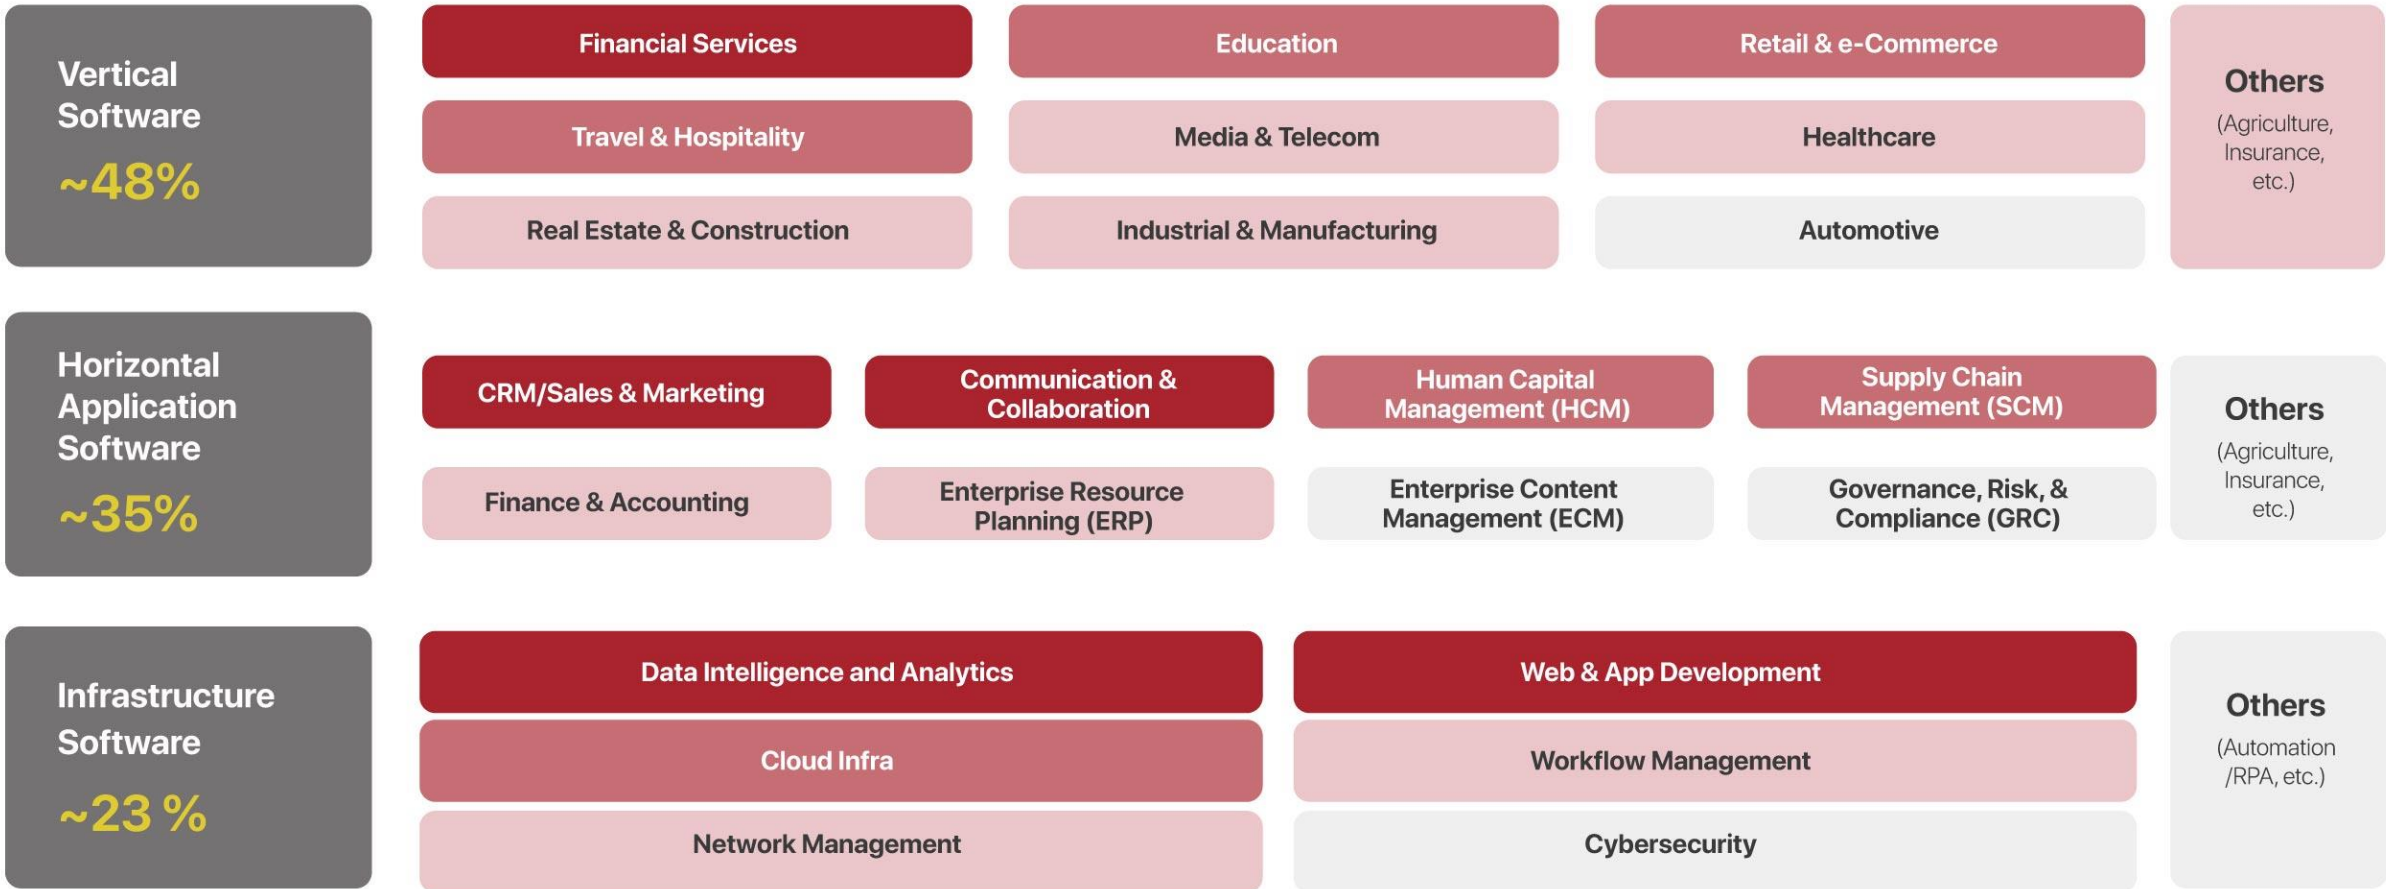 Vertical
Software
~48%
Financial Services
Education
Retail & e-Commerce
Travel & Hospitality
Media & Telecom
Healthcare
Real Estate & Construction
Industrial & Manufacturing
Automotive
Others
(Agriculture,
Insurance,
etc.)
Horizontal
Application
Software
~35%
CRM/Sales & Marketing
Communication &
Collaboration
Human Capital
Management (HCM)
Supply Chain
Management (SCM)
Finance & Accounting
Enterprise Resource
Planning (ERP)
Enterprise Content
Management (ECM)
Governance, Risk, &
Compliance (GRC)
Others
(Agriculture,
Insurance,
etc.)
Infrastructure
Software
~23 %
Data Intelligence and Analytics
Web & App Development
Cloud Infra
Workflow Management
Network Management
Cybersecurity
Others
(Automation
/RPA, etc.)